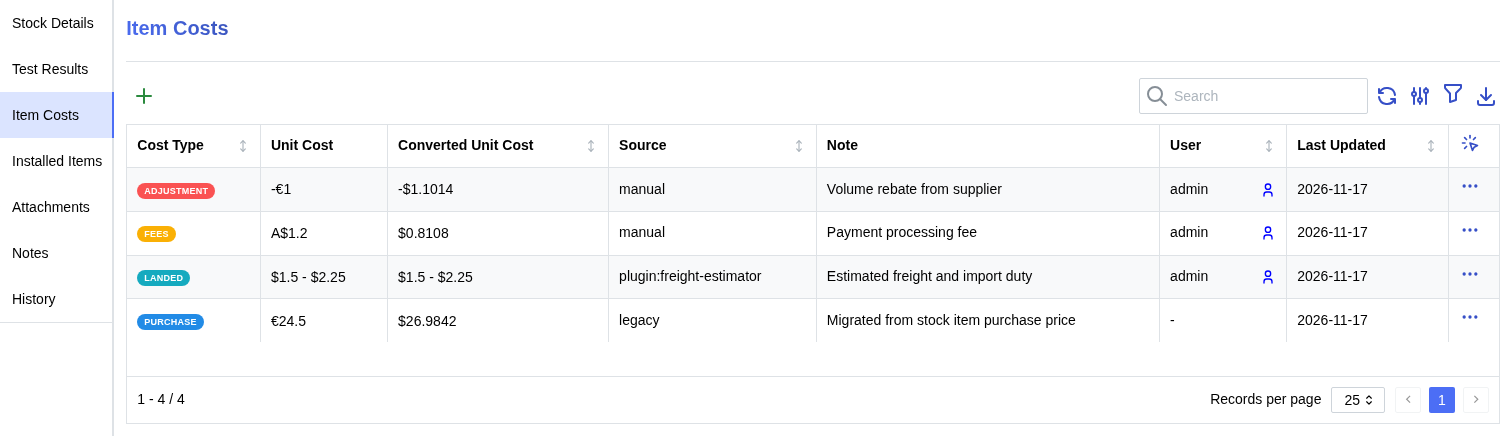 Stock Details
Test Results
Item Costs
Installed Items
Attachments
Notes
History
Item Costs
Search
Cost Type Unit Cost Converted Unit Cost Source Note User Last Updated
ADJUSTMENT -€1 -$1.1014 manual Volume rebate from supplier admin 2026-11-17
FEES A$1.2 $0.8108 manual Payment processing fee admin 2026-11-17
LANDED $1.5 - $2.25 $1.5 - $2.25 plugin:freight-estimator Estimated freight and import duty admin 2026-11-17
PURCHASE €24.5 $26.9842 legacy Migrated from stock item purchase price - 2026-11-17
1 - 4 / 4 Records per page 25 1